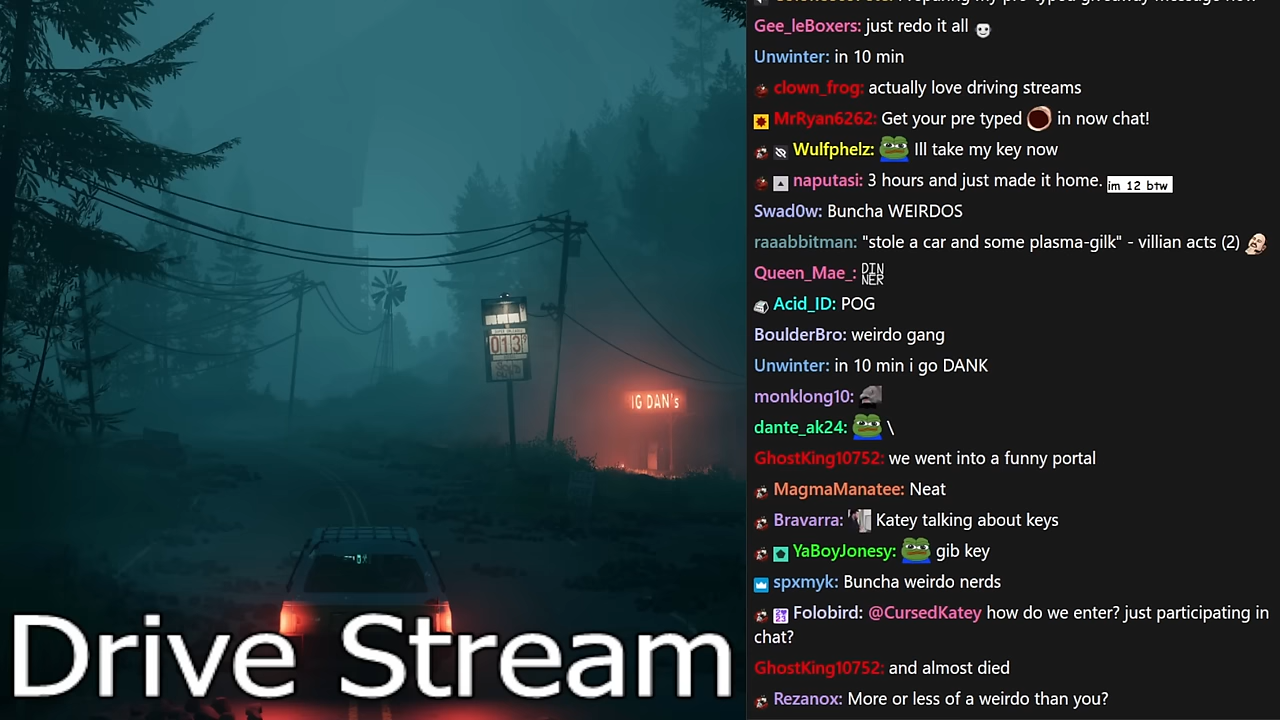 Gee_leBoxers: just redo it all
Unwinter: in 10 min
clown_frog: actually love driving streams
MrRyan6262: Get your pre typed in now chat!
Wulfphelz: Ill take my key now
naputasi: 3 hours and just made it home. im 12 btw
Swad0w: Buncha WEIRDOS
raaabbitman: "stole a car and some plasma-gilk" - villian acts (2)
Queen_Mae_: DINNER
Acid_ID: POG
BoulderBro: weirdo gang
Unwinter: in 10 min i go DANK
monklong10:
dante_ak24: \
GhostKing10752: we went into a funny portal
MagmaManatee: Neat
Bravarra: Katey talking about keys
YaBoyJonesy: gib key
spxmyk: Buncha weirdo nerds
Folobird: @CursedKatey how do we enter? just participating in
chat?
GhostKing10752: and almost died
Rezanox: More or less of a weirdo than you?
013
IG DAN's
Drive Stream